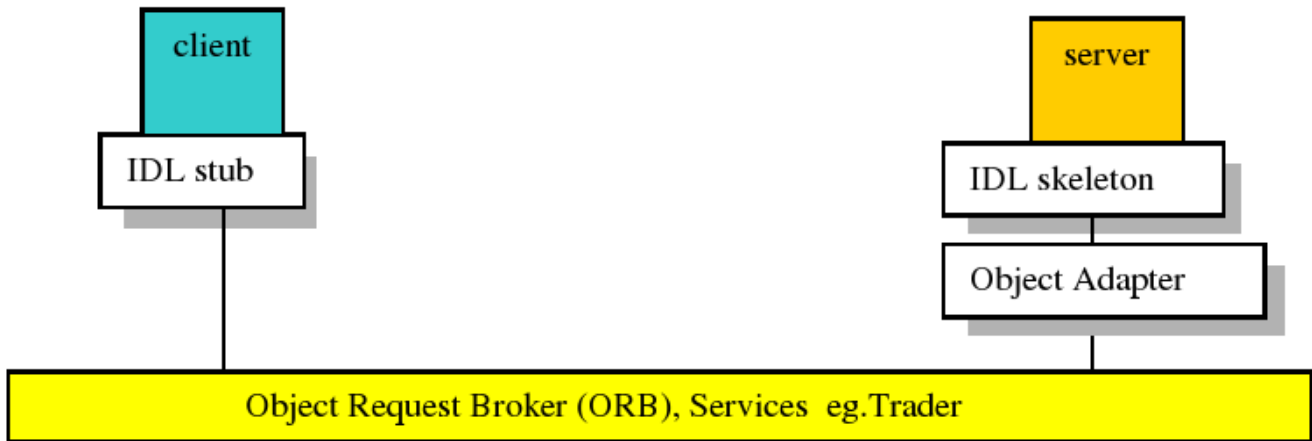 client
server
IDL stub
IDL skeleton
Object Adapter
Object Request Broker (ORB), Services eg.Trader